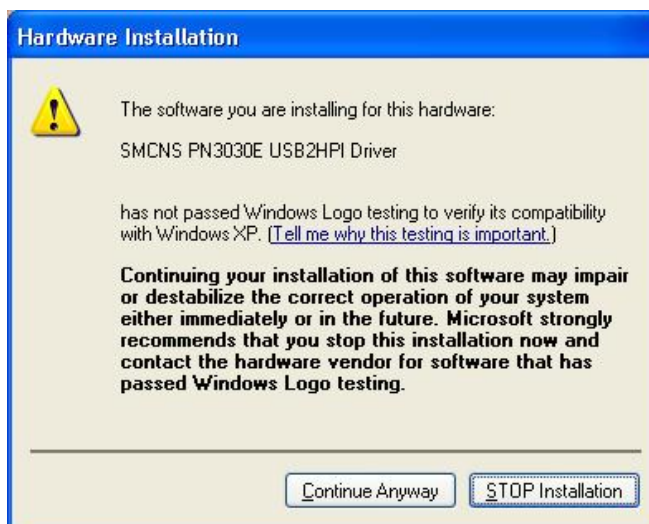 Hardware Installation
The software you are installing for this hardware:
SMCNS PN3030E USB2HPI Driver
has not passed Windows Logo testing to verify its compatibility
with Windows XP. (Tell me why this testing is important.)
Continuing your installation of this software may impair
or destabilize the correct operation of your system
either immediately or in the future. Microsoft strongly
recommends that you stop this installation now and
contact the hardware vendor for software that has
passed Windows Logo testing.
Continue Anyway
STOP Installation